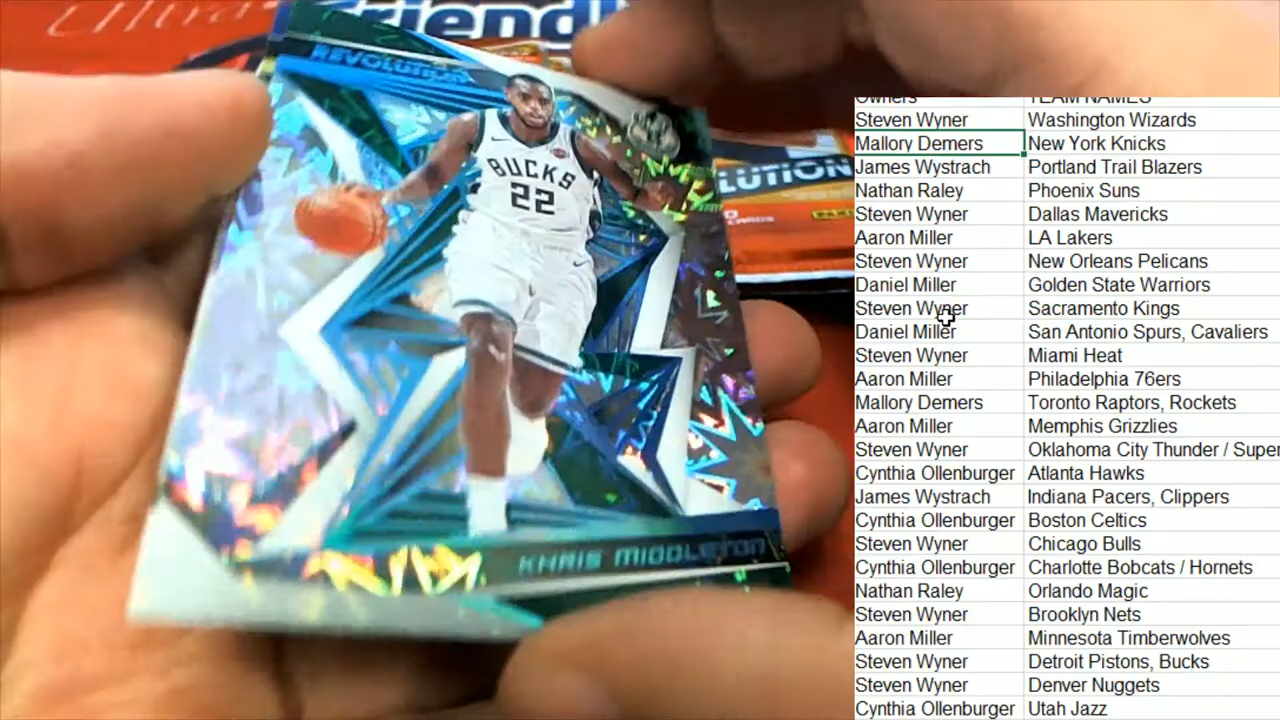 Ultra
Friendly
REVOLUTION
BUCKS
22
LUTION
KHRIS MIDDLETON
Owners TEAM NAMES
Steven Wyner Washington Wizards
Mallory Demers New York Knicks
James Wystrach Portland Trail Blazers
Nathan Raley Phoenix Suns
Steven Wyner Dallas Mavericks
Aaron Miller LA Lakers
Steven Wyner New Orleans Pelicans
Daniel Miller Golden State Warriors
Steven Wyner Sacramento Kings
Daniel Miller San Antonio Spurs, Cavaliers
Steven Wyner Miami Heat
Aaron Miller Philadelphia 76ers
Mallory Demers Toronto Raptors, Rockets
Aaron Miller Memphis Grizzlies
Steven Wyner Oklahoma City Thunder / Super
Cynthia Ollenburger Atlanta Hawks
James Wystrach Indiana Pacers, Clippers
Cynthia Ollenburger Boston Celtics
Steven Wyner Chicago Bulls
Cynthia Ollenburger Charlotte Bobcats / Hornets
Nathan Raley Orlando Magic
Steven Wyner Brooklyn Nets
Aaron Miller Minnesota Timberwolves
Steven Wyner Detroit Pistons, Bucks
Steven Wyner Denver Nuggets
Cynthia Ollenburger Utah Jazz